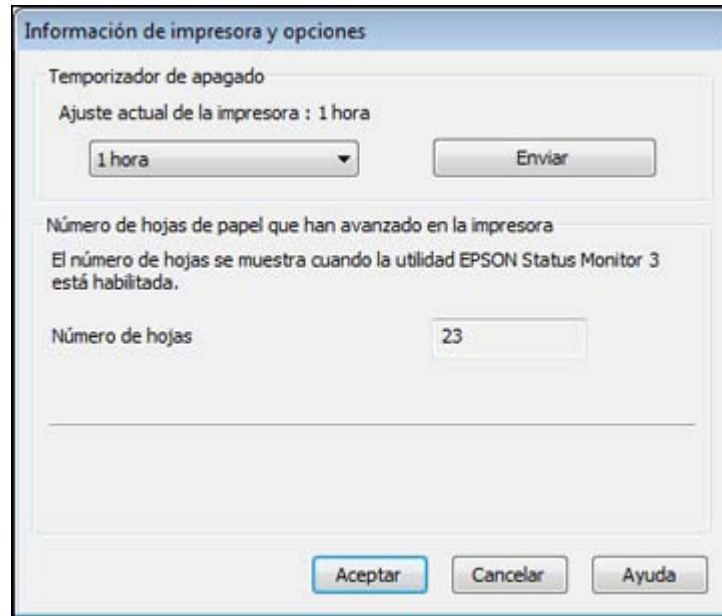 Información de impresora y opciones
Temporizador de apagado
Ajuste actual de la impresora : 1 hora
1 hora
Enviar
Número de hojas de papel que han avanzado en la impresora
El número de hojas se muestra cuando la utilidad EPSON Status Monitor 3
está habilitada.
Número de hojas
23
Aceptar
Cancelar
Ayuda